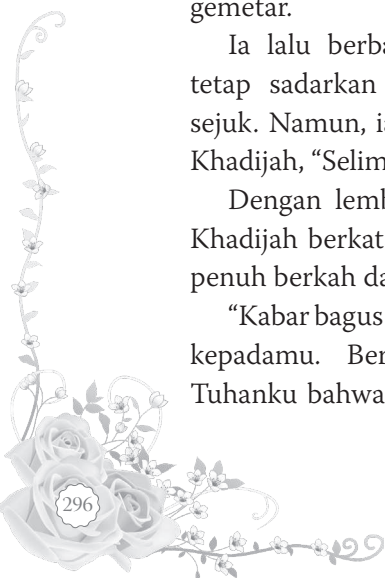 gemetar.
Ia lalu berba
tetap sadarkan
sejuk. Namun, is
Khadijah, “Selim
Dengan lemb
Khadijah berkat
penuh berkah da
“Kabar bagus
kepadamu. Ber
Tuhanku bahwa
296